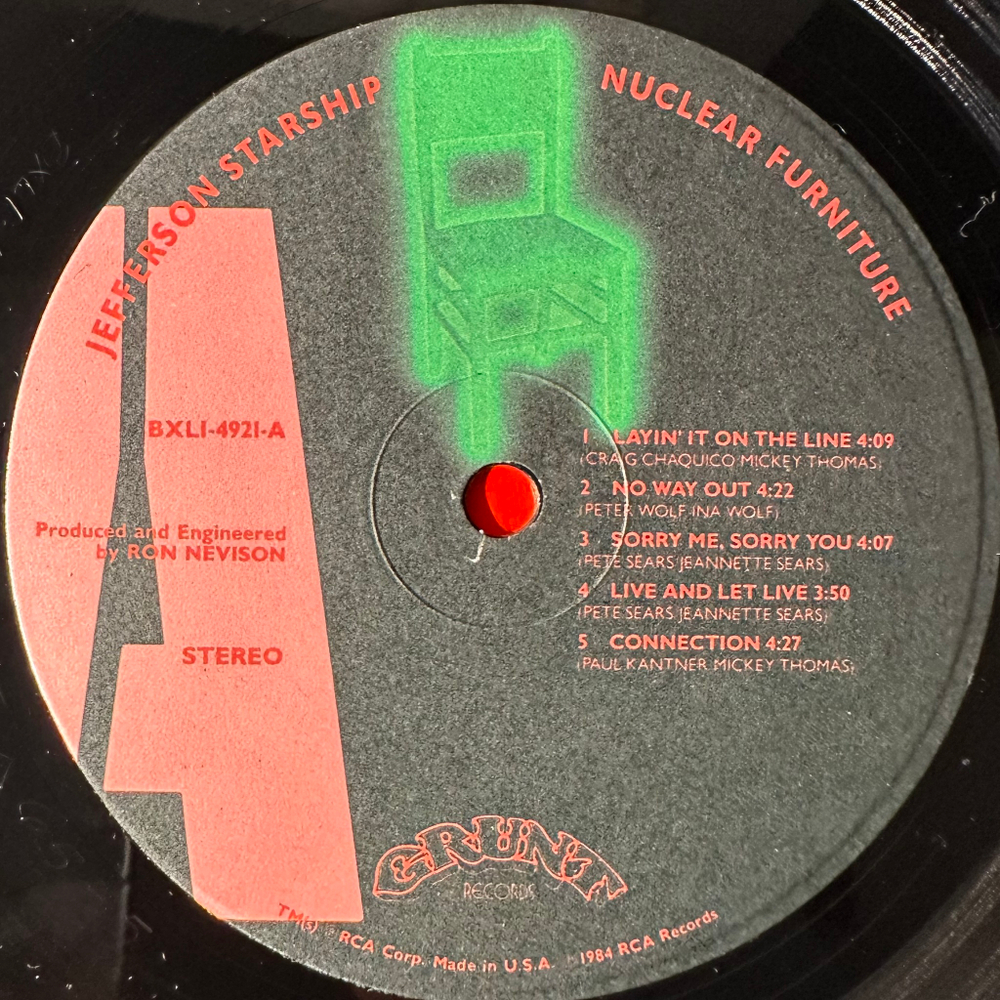 JEFFERSON STARSHIP
NUCLEAR FURNITURE
BXL1-4921-A
Produced and Engineered
by RON NEVISON
STEREO
1 LAYIN' IT ON THE LINE 4:09
(CRAIG CHAQUICO MICKEY THOMAS)
2 NO WAY OUT 4:22
(PETER WOLF INA WOLF)
3 SORRY ME, SORRY YOU 4:07
(PETE SEARS JEANNETTE SEARS)
4 LIVE AND LET LIVE 3:50
(PETE SEARS JEANNETTE SEARS)
5 CONNECTION 4:27
(PAUL KANTNER MICKEY THOMAS)
GRUNT
RECORDS
TM(s) RCA Corp. Made in U.S.A. 1984 RCA Records